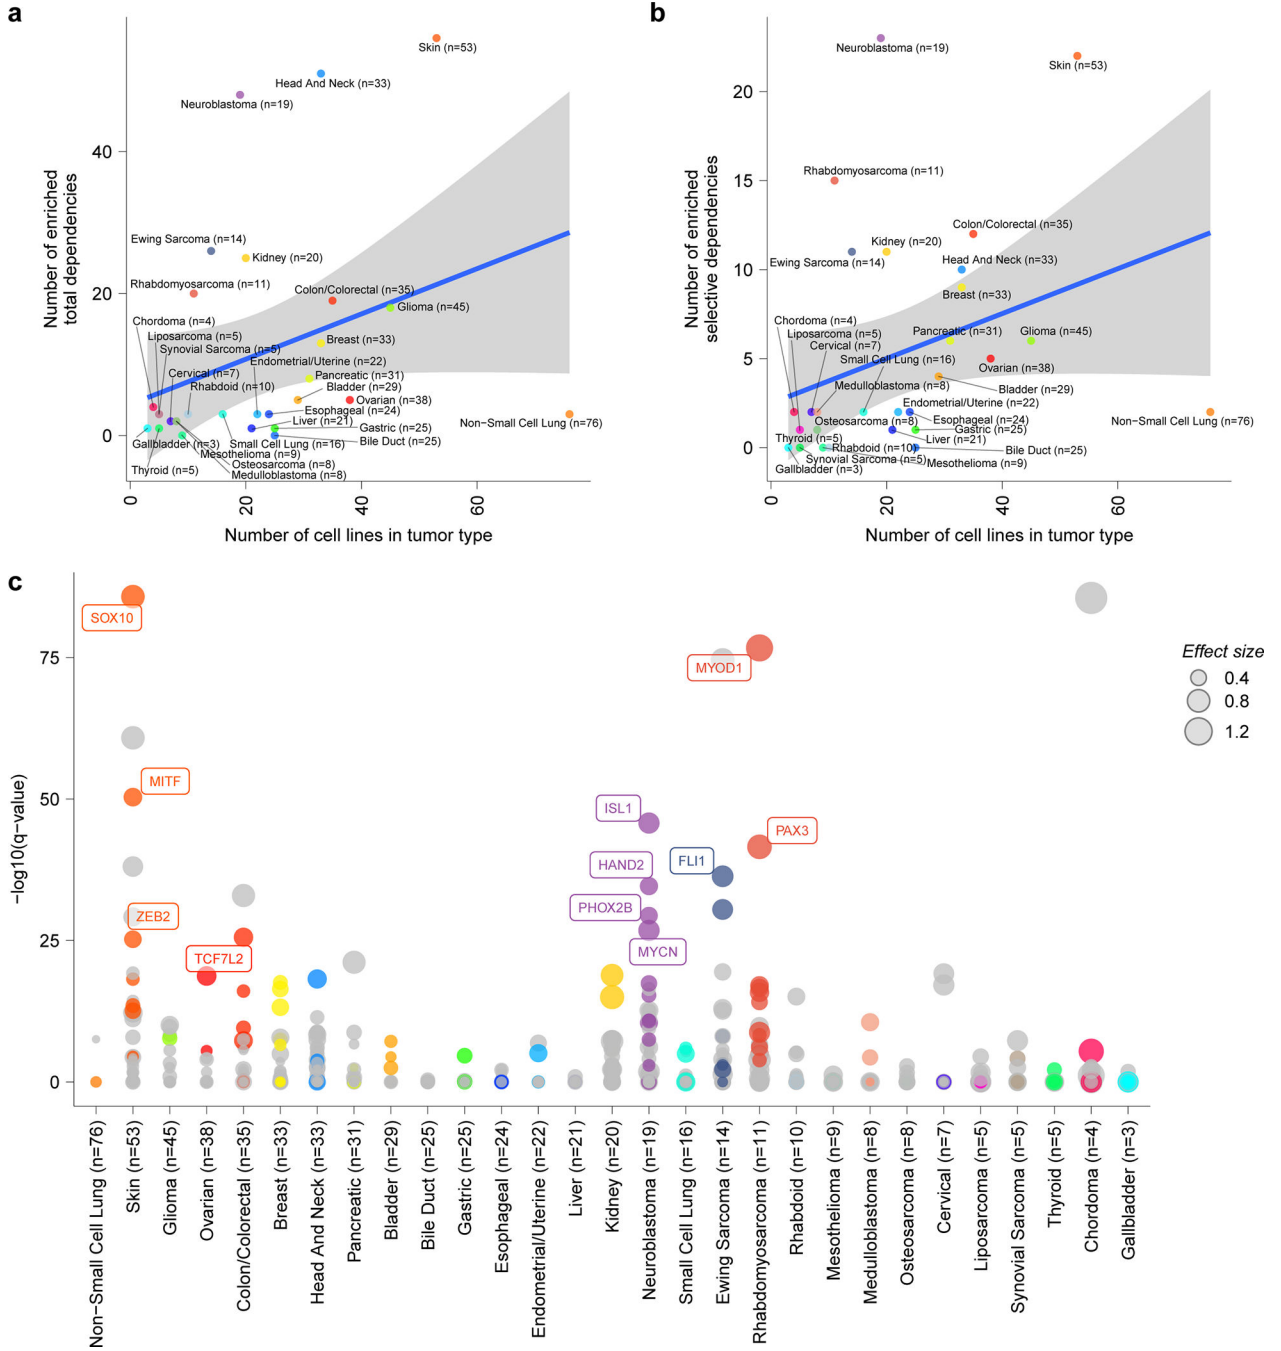 a
Number of enriched
total dependencies
40
20
0
Skin (n=53)
Head And Neck (n=33)
Neuroblastoma (n=19)
Ewing Sarcoma (n=14)
Kidney (n=20)
Rhabdomyosarcoma (n=11)
Colon/Colorectal (n=35)
Glioma (n=45)
Chordoma (n=4)
Liposarcoma (n=5)
Synovial Sarcoma (n=5)
Breast (n=33)
Endometrial/Uterine (n=22)
Cervical (n=7)
Pancreatic (n=31)
Rhabdoid (n=10)
Bladder (n=29)
Ovarian (n=38)
Esophageal (n=24)
Non-Small Cell Lung (n=76)
Liver (n=21)
Gastric (n=25)
Gallbladder (n=3)
Small Cell Lung (n=16)
Bile Duct (n=25)
Mesothelioma (n=9)
Osteosarcoma (n=8)
Thyroid (n=5)
Medulloblastoma (n=8)
0
20
40
60
Number of cell lines in tumor type
b
Number of enriched
selective dependencies
20
15
10
5
0
Neuroblastoma (n=19)
Skin (n=53)
Rhabdomyosarcoma (n=11)
Colon/Colorectal (n=35)
Kidney (n=20)
Ewing Sarcoma (n=14)
Head And Neck (n=33)
Breast (n=33)
Chordoma (n=4)
Liposarcoma (n=5)
Pancreatic (n=31)
Glioma (n=45)
Cervical (n=7)
Small Cell Lung (n=16)
Ovarian (n=38)
Medulloblastoma (n=8)
Bladder (n=29)
Endometrial/Uterine (n=22)
Osteosarcoma (n=8)
Esophageal (n=24)
Non-Small Cell Lung (n=76)
Gastric (n=25)
Thyroid (n=5)
Liver (n=21)
Rhabdoid (n=10)
Bile Duct (n=25)
Synovial Sarcoma (n=5)
Mesothelioma (n=9)
Gallbladder (n=3)
0
20
40
60
Number of cell lines in tumor type
c
−log10(q−value)
75
50
25
0
SOX10
MYOD1
MITF
ISL1
PAX3
HAND2
FLI1
PHOX2B
ZEB2
MYCN
TCF7L2
Effect size
0.4
0.8
1.2
Non−Small Cell Lung (n=76)
Skin (n=53)
Glioma (n=45)
Ovarian (n=38)
Colon/Colorectal (n=35)
Breast (n=33)
Head And Neck (n=33)
Pancreatic (n=31)
Bladder (n=29)
Bile Duct (n=25)
Gastric (n=25)
Esophageal (n=24)
Endometrial/Uterine (n=22)
Liver (n=21)
Kidney (n=20)
Neuroblastoma (n=19)
Small Cell Lung (n=16)
Ewing Sarcoma (n=14)
Rhabdomyosarcoma (n=11)
Rhabdoid (n=10)
Mesothelioma (n=9)
Medulloblastoma (n=8)
Osteosarcoma (n=8)
Cervical (n=7)
Liposarcoma (n=5)
Synovial Sarcoma (n=5)
Thyroid (n=5)
Chordoma (n=4)
Gallbladder (n=3)